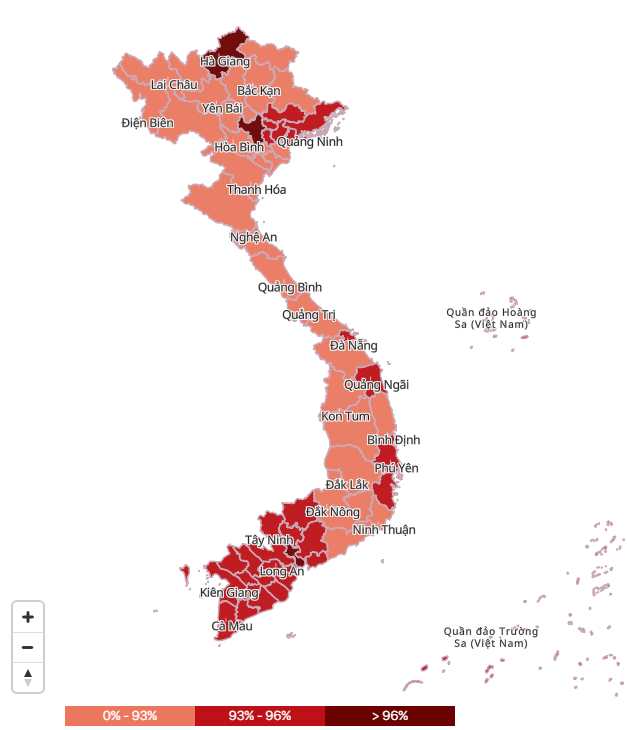 Hà Giang
Lai Châu
Bắc Kạn
Yên Bái
Điện Biên
Quảng Ninh
Hòa Bình
Thanh Hóa
Nghệ An
Quảng Bình
Quảng Trị
Quần đảo Hoàng
Sa (Việt Nam)
Đà Nẵng
Quảng Ngãi
Kon Tum
Bình Định
Phú Yên
Đắk Lắk
Đắk Nông
Ninh Thuận
Tây Ninh
Long An
Kiên Giang
Cà Mau
Quần đảo Trường
Sa (Việt Nam)
0% - 93%
93% - 96%
> 96%